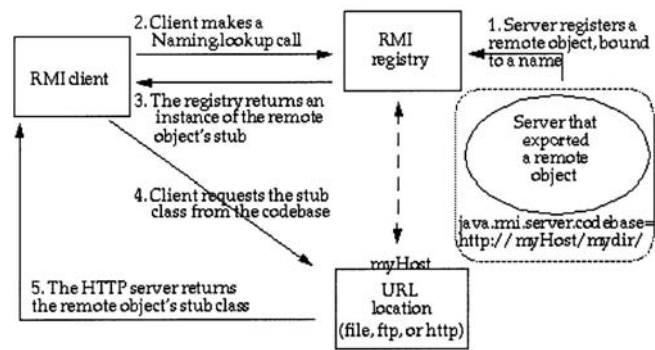 2. Client makes a
Naming.lookup call
1. Server registers a
remote object, bound
to a name
RMI client
RMI
registry
3. The registry returns an
instance of the remote
object's stub
Server that
exported
a remote
object
4. Client requests the stub
class from the codebase
java.rmi.server.codebase=
http://myHost/mydir/
myHost
5. The HTTP server returns
the remote object's stub class
URL
location
(file, ftp, or http)